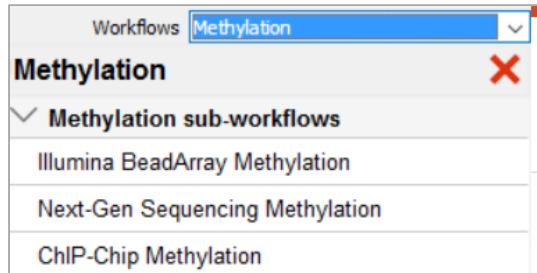 Workflows Methylation
Methylation
Methylation sub-workflows
Illumina BeadArray Methylation
Next-Gen Sequencing Methylation
ChIP-Chip Methylation